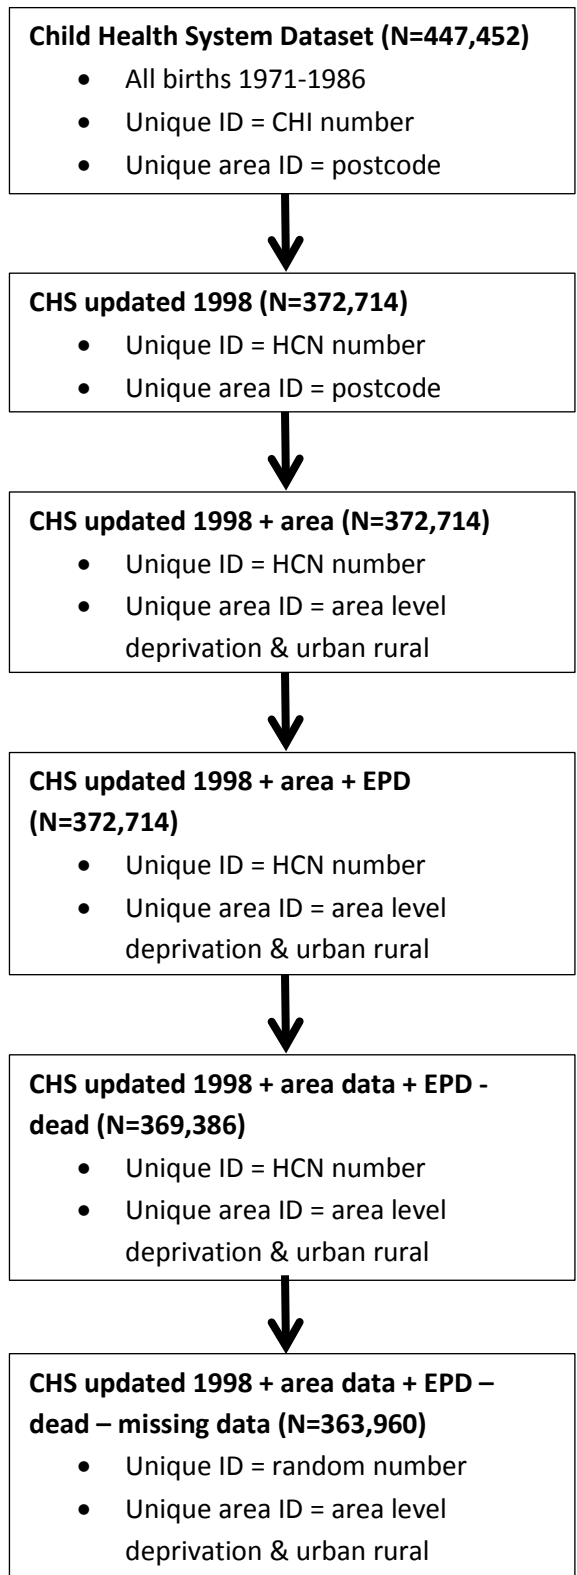 Child Health System Dataset (N=447,452)
• All births 1971-1986
• Unique ID = CHI number
• Unique area ID = postcode
CHS updated 1998 (N=372,714)
• Unique ID = HCN number
• Unique area ID = postcode
CHS updated 1998 + area (N=372,714)
• Unique ID = HCN number
• Unique area ID = area level
deprivation & urban rural
CHS updated 1998 + area + EPD
(N=372,714)
• Unique ID = HCN number
• Unique area ID = area level
deprivation & urban rural
CHS updated 1998 + area data + EPD -
dead (N=369,386)
• Unique ID = HCN number
• Unique area ID = area level
deprivation & urban rural
CHS updated 1998 + area data + EPD –
dead – missing data (N=363,960)
• Unique ID = random number
• Unique area ID = area level
deprivation & urban rural